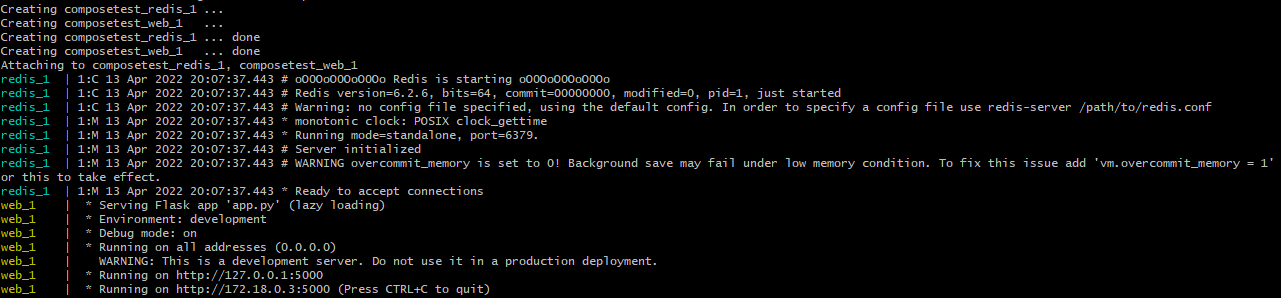 Creating composetest_redis_1 ...
Creating composetest_web_1   ...
Creating composetest_redis_1 ... done
Creating composetest_web_1   ... done
Attaching to composetest_redis_1, composetest_web_1
redis_1  | 1:C 13 Apr 2022 20:07:37.443 # oO0OoO0OoO0Oo Redis is starting oO0OoO0OoO0Oo
redis_1  | 1:C 13 Apr 2022 20:07:37.443 # Redis version=6.2.6, bits=64, commit=00000000, modified=0, pid=1, just started
redis_1  | 1:C 13 Apr 2022 20:07:37.443 # Warning: no config file specified, using the default config. In order to specify a config file use redis-server /path/to/redis.conf
redis_1  | 1:M 13 Apr 2022 20:07:37.443 * monotonic clock: POSIX clock_gettime
redis_1  | 1:M 13 Apr 2022 20:07:37.443 * Running mode=standalone, port=6379.
redis_1  | 1:M 13 Apr 2022 20:07:37.443 # Server initialized
redis_1  | 1:M 13 Apr 2022 20:07:37.443 # WARNING overcommit_memory is set to 0! Background save may fail under low memory condition. To fix this issue add 'vm.overcommit_memory = 1'
or this to take effect.
redis_1  | 1:M 13 Apr 2022 20:07:37.443 * Ready to accept connections
web_1    |  * Serving Flask app 'app.py' (lazy loading)
web_1    |  * Environment: development
web_1    |  * Debug mode: on
web_1    |  * Running on all addresses (0.0.0.0)
web_1    |    WARNING: This is a development server. Do not use it in a production deployment.
web_1    |  * Running on http://127.0.0.1:5000
web_1    |  * Running on http://172.18.0.3:5000 (Press CTRL+C to quit)